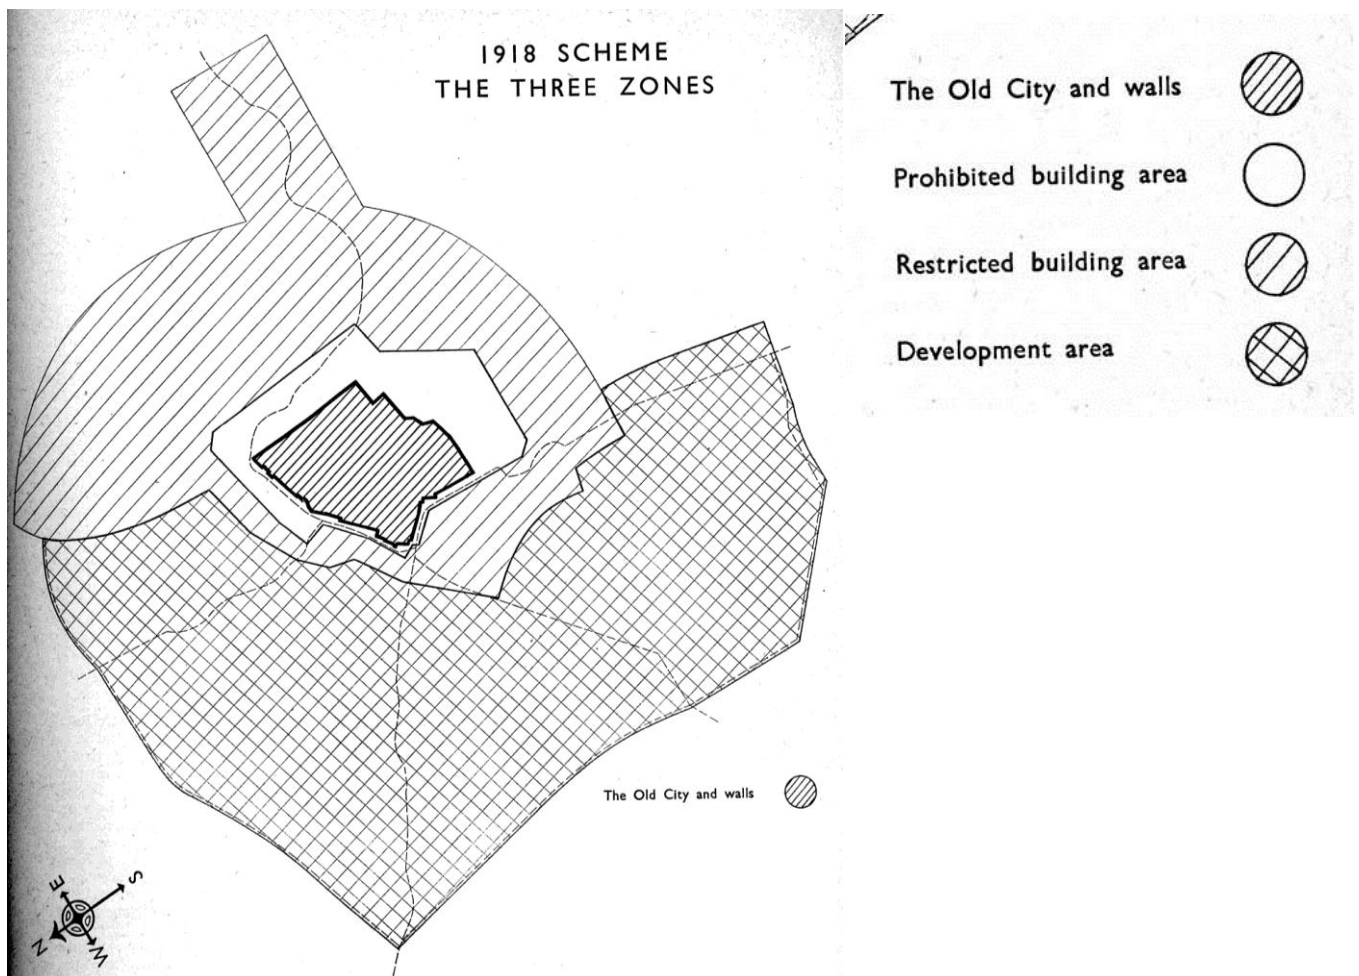 1918 SCHEME
THE THREE ZONES
The Old City and walls
Prohibited building area
Restricted building area
Development area
The Old City and walls
E
S
N
W